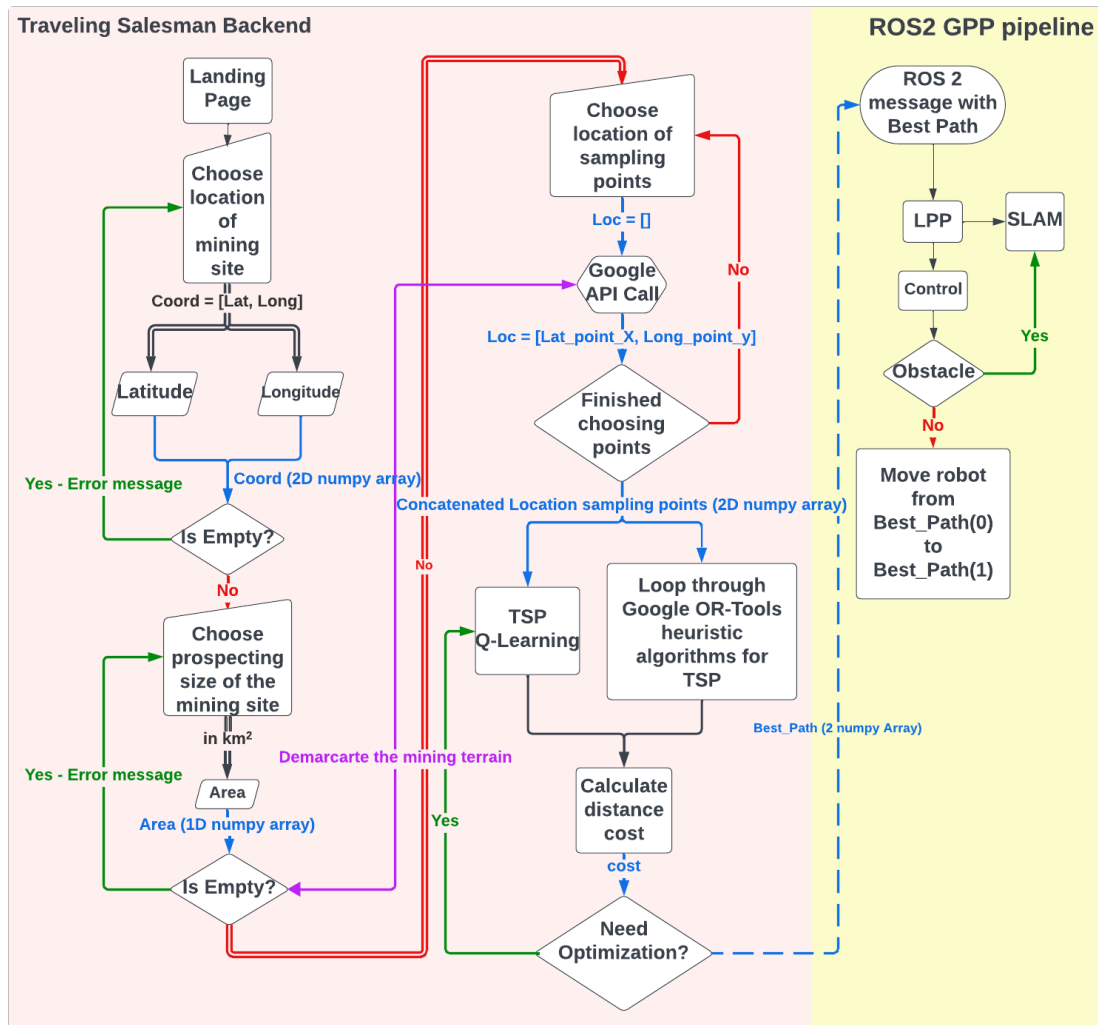 Traveling Salesman Backend
Landing
Page
Choose
location
of
mining
site
Coord = [Lat, Long]
Latitude
Longitude
Coord (2D numpy array)
Yes - Error message
Is Empty?
No
Choose
prospecting
size of the
mining site
in km²
Area
Yes - Error message
Area (1D numpy array)
Is Empty?
Demarcarte the mining terrain
No
Choose
location of
sampling
points
Loc = []
Google
API Call
No
Loc = [Lat_point_X, Long_point_y]
Finished
choosing
points
Concatenated Location sampling points (2D numpy array)
TSP
Q-Learning
Loop through
Google OR-Tools
heuristic
algorithms for
TSP
Calculate
distance
cost
cost
Yes
Need
Optimization?
Best_Path (2 numpy Array)
ROS2 GPP pipeline
ROS 2
message with
Best Path
LPP
SLAM
Control
Yes
Obstacle
No
Move robot
from
Best_Path(0)
to
Best_Path(1)